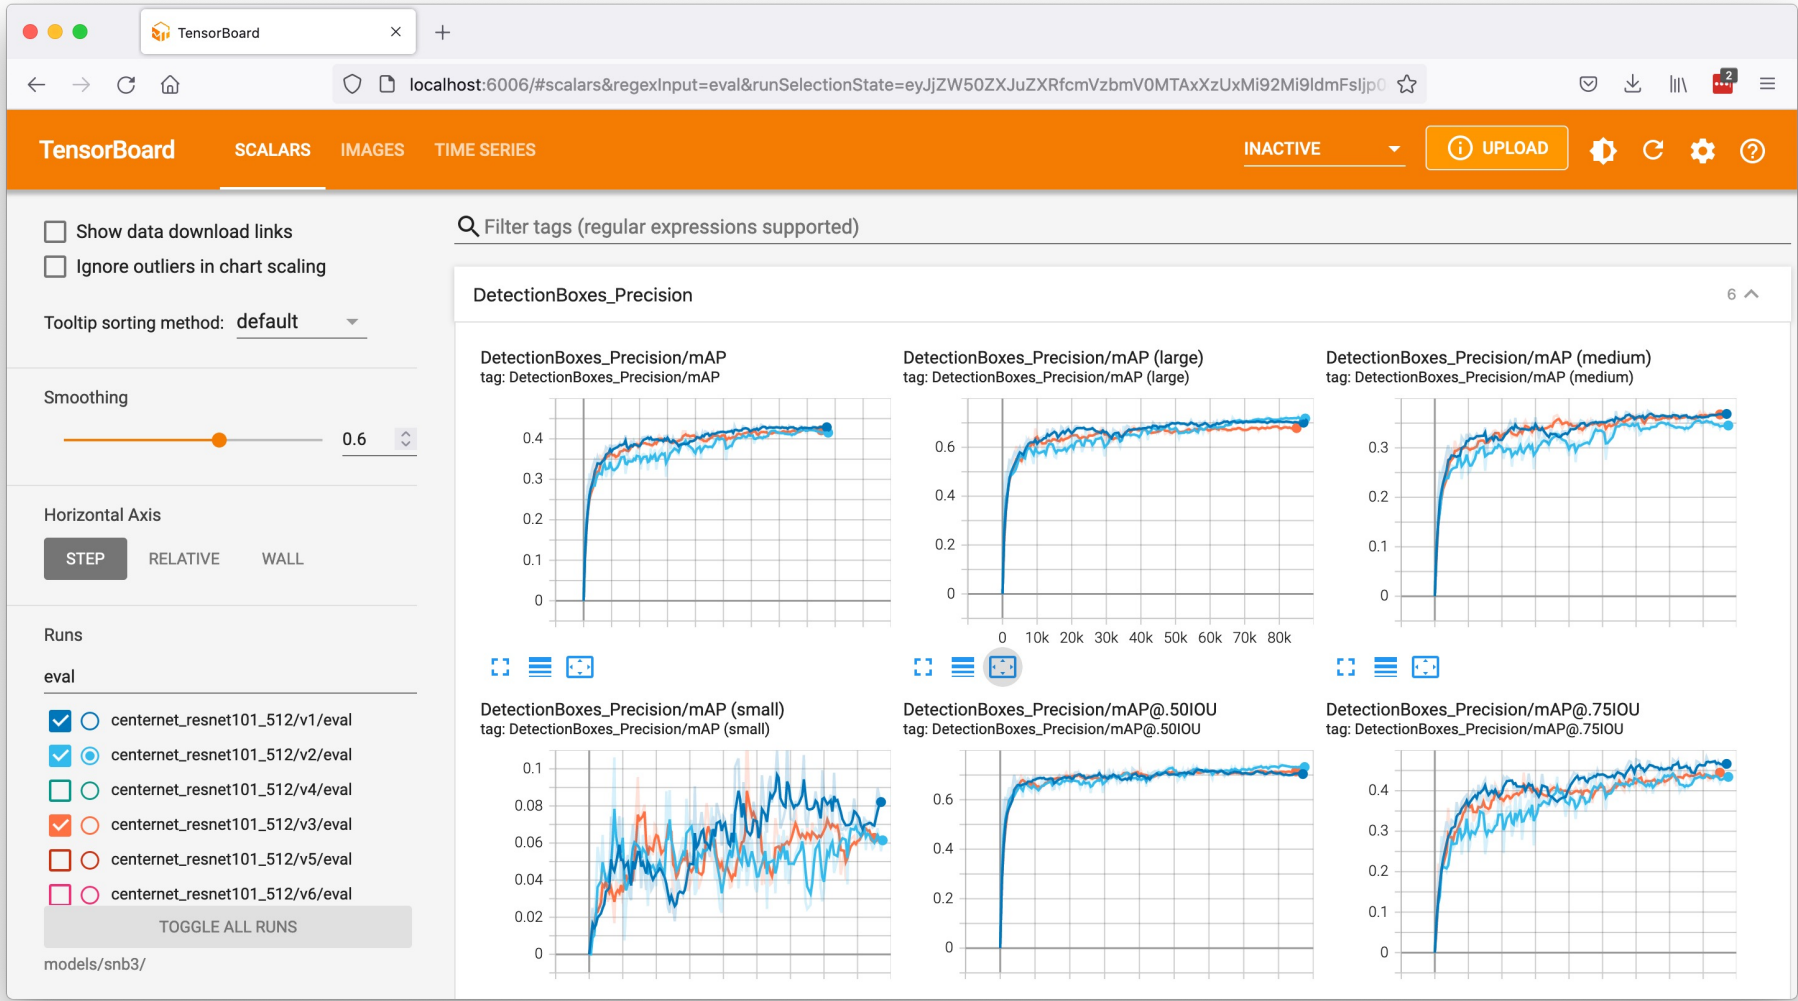 TensorBoard
localhost:6006/#scalars&regexInput=eval&runSelectionState=
2
TensorBoard
SCALARS
IMAGES
TIME SERIES
INACTIVE
UPLOAD
Show data download links
Ignore outliers in chart scaling
Tooltip sorting method: default
Smoothing
0.6
Horizontal Axis
STEP
RELATIVE
WALL
Runs
eval
centernet_resnet101_512/v1/eval
centernet_resnet101_512/v2/eval
centernet_resnet101_512/v4/eval
centernet_resnet101_512/v3/eval
centernet_resnet101_512/v5/eval
centernet_resnet101_512/v6/eval
TOGGLE ALL RUNS
models/snb3/
Filter tags (regular expressions supported)
DetectionBoxes_Precision
6
DetectionBoxes_Precision/mAP
tag: DetectionBoxes_Precision/mAP
0.4
0.3
0.2
0.1
0
DetectionBoxes_Precision/mAP (large)
tag: DetectionBoxes_Precision/mAP (large)
0.6
0.4
0.2
0
0 10k 20k 30k 40k 50k 60k 70k 80k
DetectionBoxes_Precision/mAP (medium)
tag: DetectionBoxes_Precision/mAP (medium)
0.3
0.2
0.1
0
DetectionBoxes_Precision/mAP (small)
tag: DetectionBoxes_Precision/mAP (small)
0.1
0.08
0.06
0.04
0.02
0
DetectionBoxes_Precision/mAP@.50IOU
tag: DetectionBoxes_Precision/mAP@.50IOU
0.6
0.4
0.2
0
DetectionBoxes_Precision/mAP@.75IOU
tag: DetectionBoxes_Precision/mAP@.75IOU
0.4
0.3
0.2
0.1
0